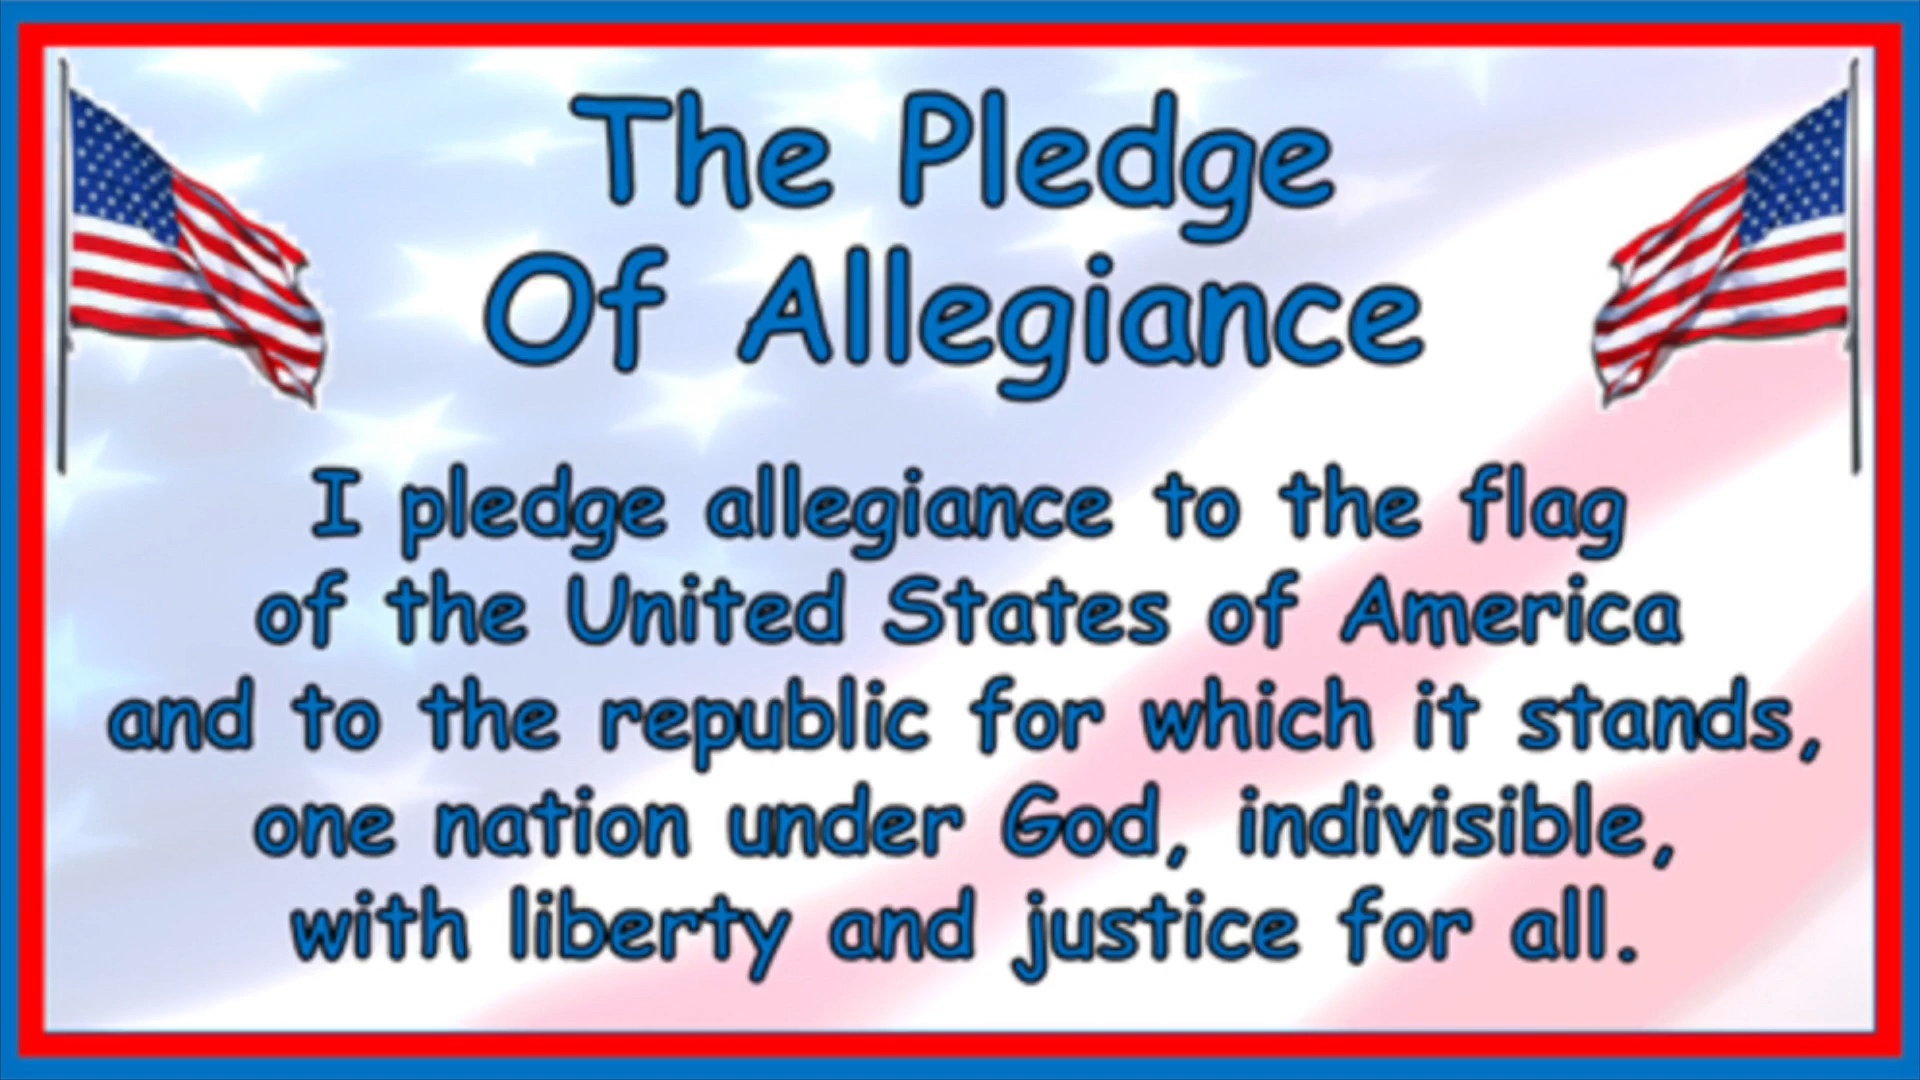 The Pledge
Of Allegiance
I pledge allegiance to the flag
of the United States of America
and to the republic for which it stands,
one nation under God, indivisible,
with liberty and justice for all.